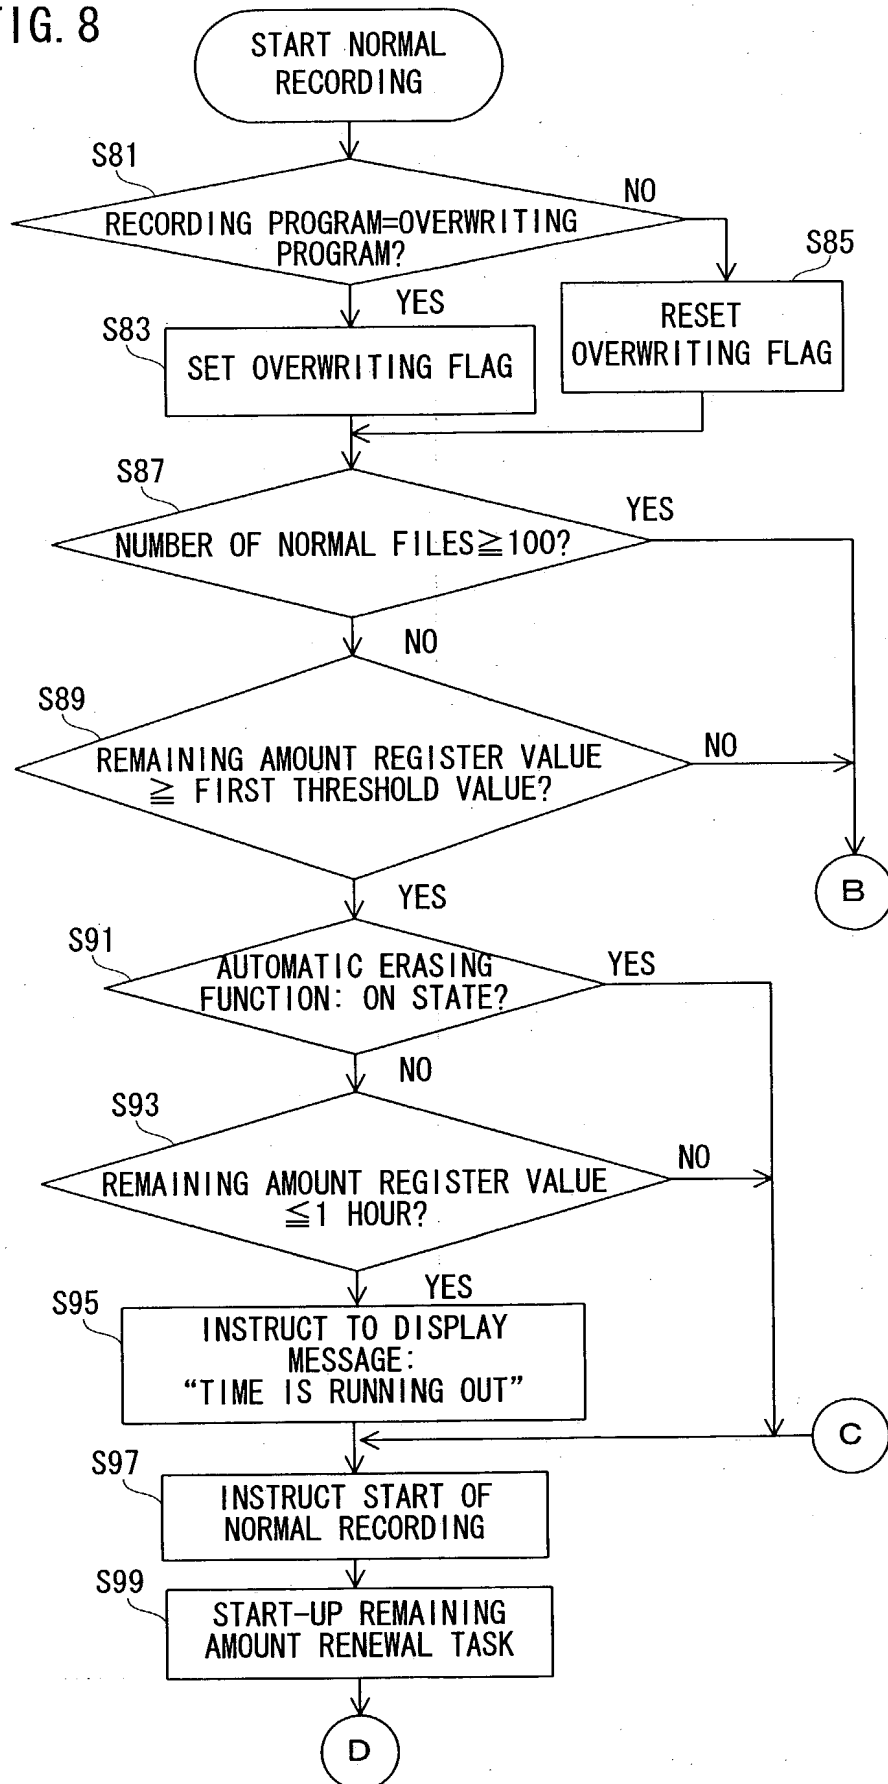 FIG. 8
START NORMAL
RECORDING
S81
NO
RECORDING PROGRAM=OVERWRITING
PROGRAM?
S85
YES
S83
RESET
OVERWRITING FLAG
SET OVERWRITING FLAG
S87
YES
NUMBER OF NORMAL FILES≧100?
NO
S89
NO
REMAINING AMOUNT REGISTER VALUE
≧ FIRST THRESHOLD VALUE?
B
YES
S91
YES
AUTOMATIC ERASING
FUNCTION: ON STATE?
NO
S93
NO
REMAINING AMOUNT REGISTER VALUE
≦1 HOUR?
YES
S95
INSTRUCT TO DISPLAY
MESSAGE:
“TIME IS RUNNING OUT”
C
S97
INSTRUCT START OF
NORMAL RECORDING
S99
START-UP REMAINING
AMOUNT RENEWAL TASK
D